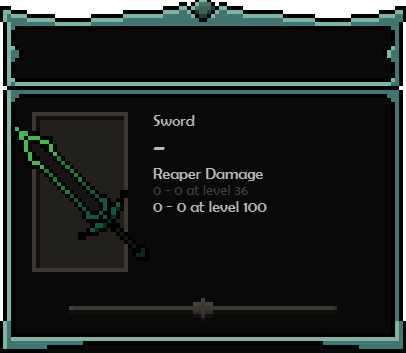 Sword
–
Reaper Damage
0 - 0 at level 36
0 - 0 at level 100